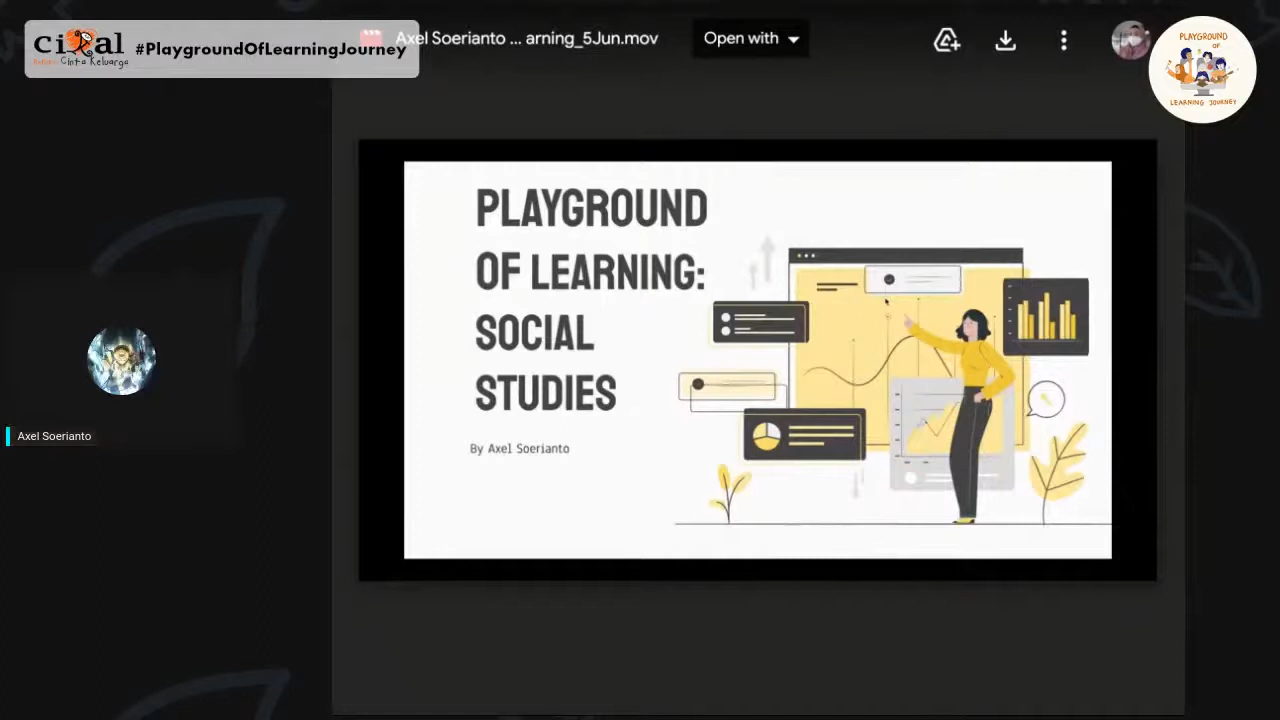 Cikal
Cinta Keluarga
#PlaygroundOfLearningJourney
Axel Soerianto ... arning_5Jun.mov
Open with
PLAYGROUND
OF
LEARNING JOURNEY
PLAYGROUND
OF LEARNING:
SOCIAL
STUDIES
By Axel Soerianto
Axel Soerianto